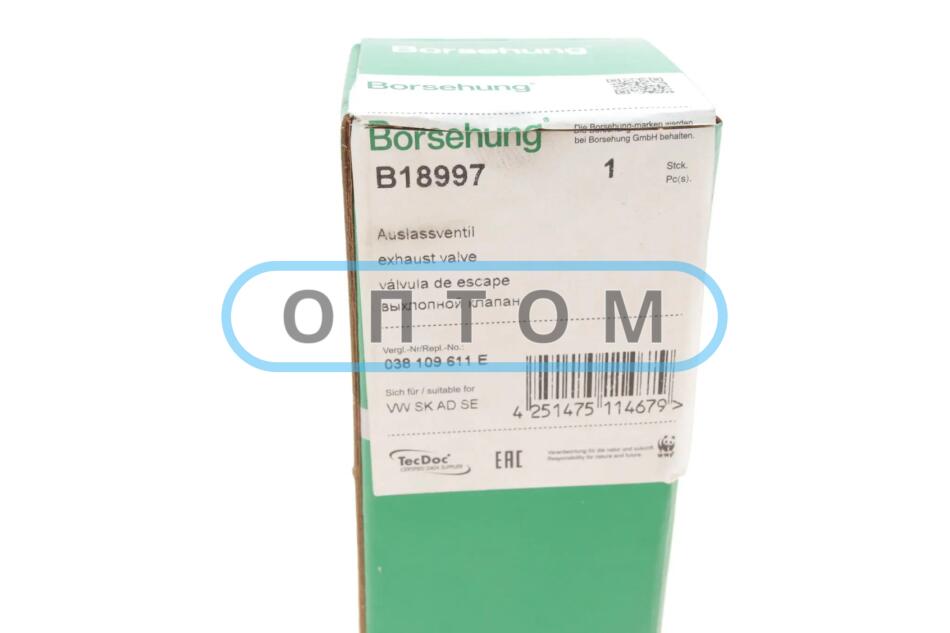 Borsehung
Borsehung
Die Borsehung-marken werden
bei Borsehung GmbH behalten.
Borsehung
B18997
1
Stck.
Pc(s).
Auslassventil
exhaust valve
válvula de escape
выхлопной клапан
ОПТОМ
Vergl.-Nr/Repl.-No.:
038 109 611 E
Sich für / suitable for
VW SK AD SE
4 251475 114679 >
TecDoc
CERTIFIED DATA SUPPLIER
EAC
Verantwortung für die natur und zukunft.
Responsibility for nature and future.
WWF